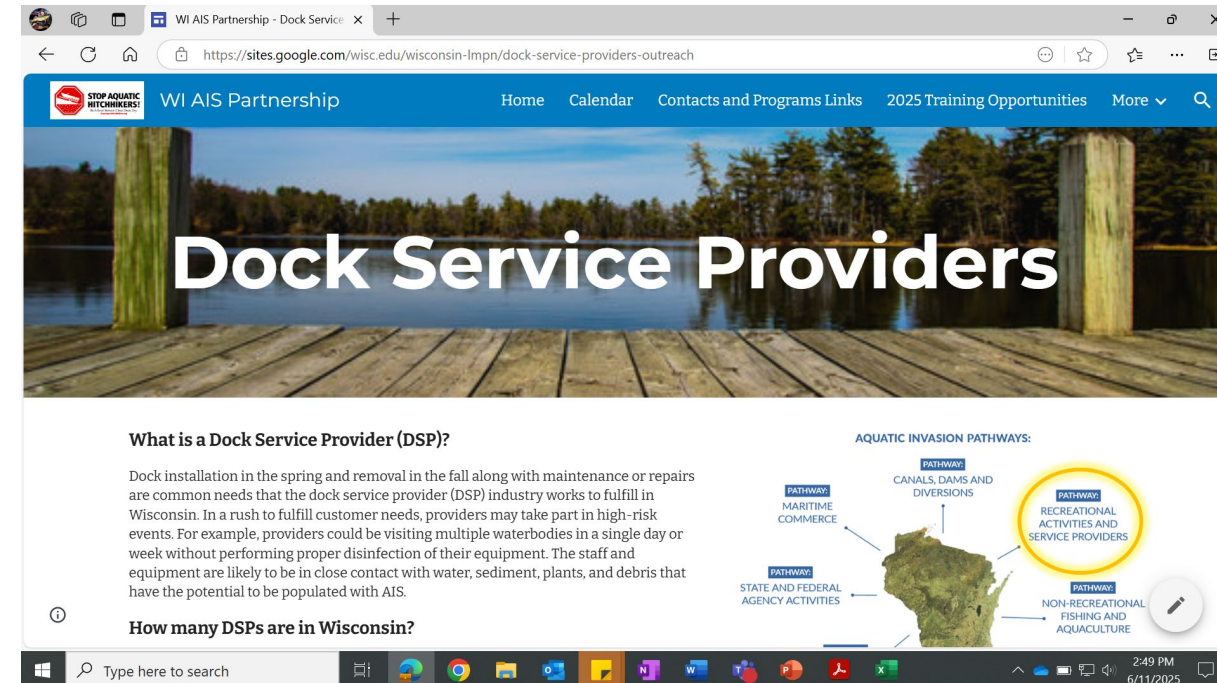 WI AIS Partnership - Dock Service
https://sites.google.com/wisc.edu/wisconsin-lmpn/dock-service-providers-outreach
STOP AQUATIC
HITCHHIKERS!
WI AIS Partnership
Home
Calendar
Contacts and Programs Links
2025 Training Opportunities
More
Dock Service Providers
What is a Dock Service Provider (DSP)?
Dock installation in the spring and removal in the fall along with maintenance or repairs
are common needs that the dock service provider (DSP) industry works to fulfill in
Wisconsin. In a rush to fulfill customer needs, providers may take part in high-risk
events. For example, providers could be visiting multiple waterbodies in a single day or
week without performing proper disinfection of their equipment. The staff and
equipment are likely to be in close contact with water, sediment, plants, and debris that
have the potential to be populated with AIS.
How many DSPs are in Wisconsin?
AQUATIC INVASION PATHWAYS:
PATHWAY:
CANALS, DAMS AND
DIVERSIONS
PATHWAY:
MARITIME
COMMERCE
PATHWAY:
RECREATIONAL
ACTIVITIES AND
SERVICE PROVIDERS
PATHWAY:
STATE AND FEDERAL
AGENCY ACTIVITIES
PATHWAY:
NON-RECREATIONAL
FISHING AND
AQUACULTURE
Type here to search
2:49 PM
6/11/2025